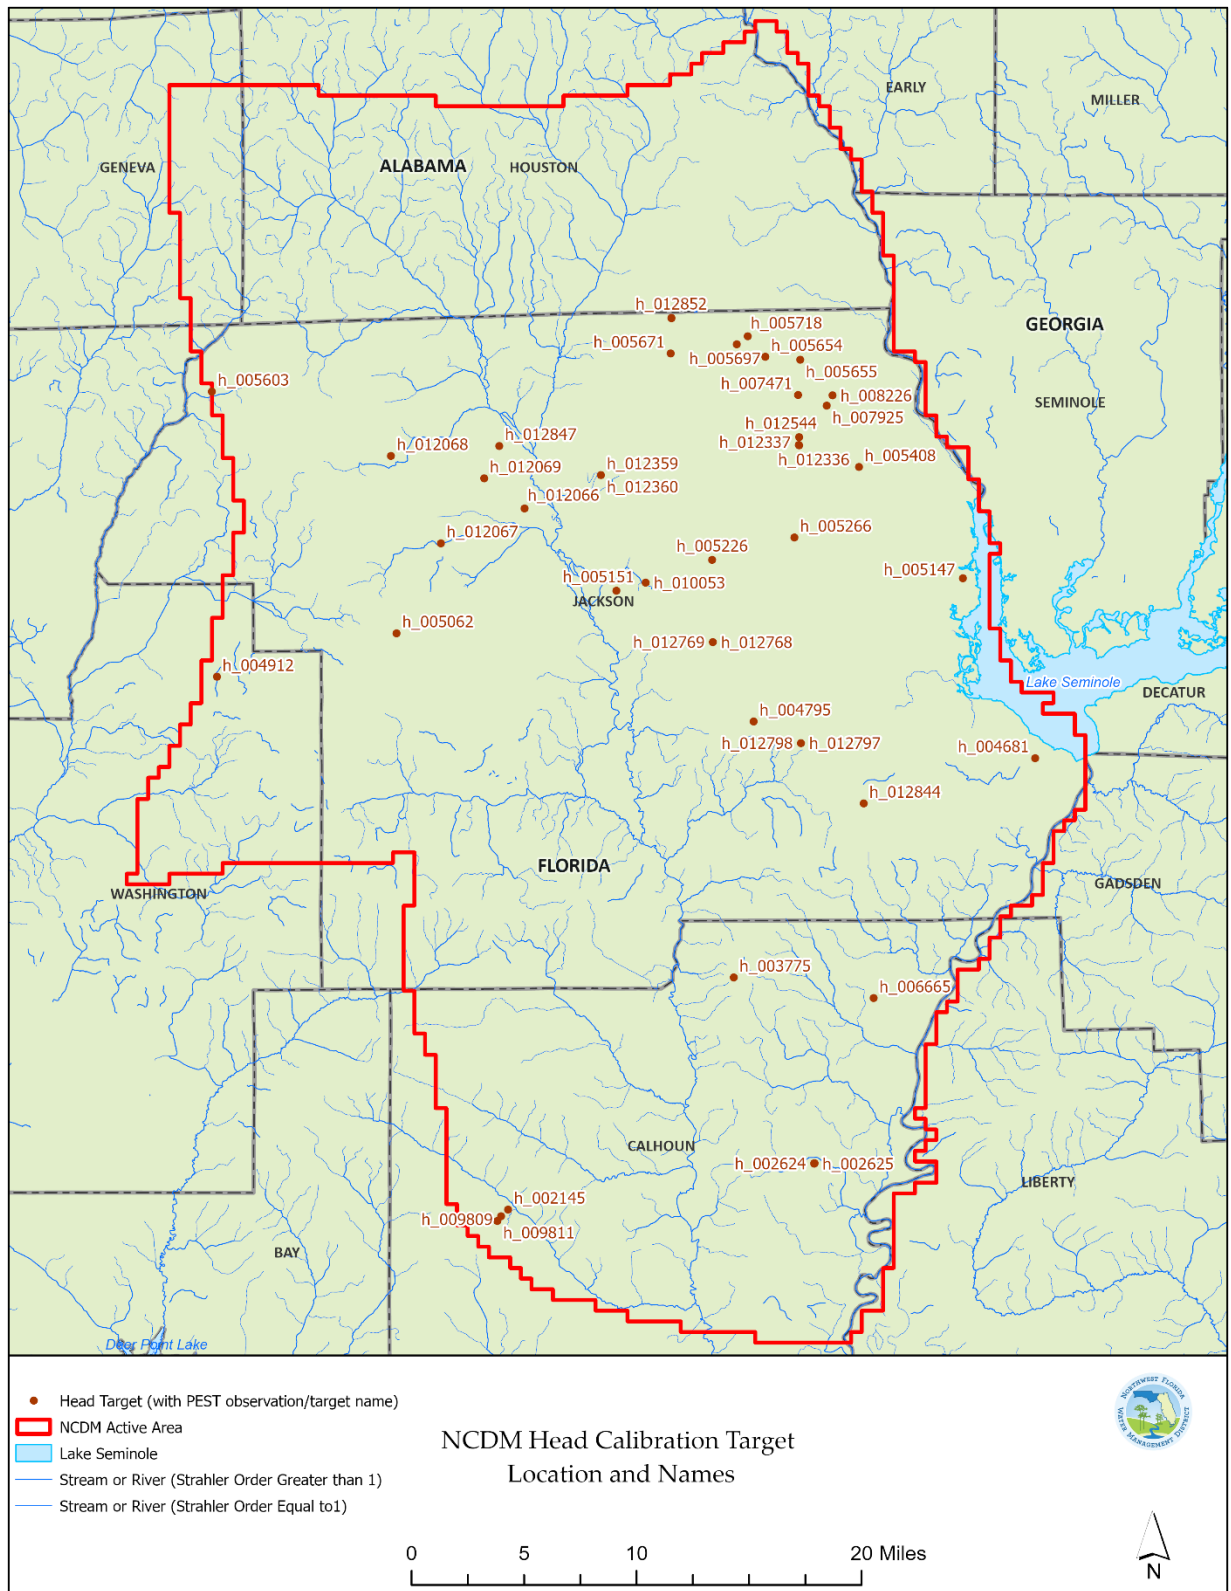 EARLY
MILLER
GENEVA
ALABAMA
HOUSTON
h_012852
h_005718
GEORGIA
h_005671
h_005654
h_005697
h_005655
h_005603
h_007471
h_008226
SEMINOLE
h_007925
h_012544
h_012847
h_012068
h_012337
h_012336
h_005408
h_012069
h_012359
h_012360
h_012066
h_012067
h_005266
h_005226
h_005151
h_010053
h_005147
JACKSON
h_005062
h_012769
h_012768
h_004912
Lake Seminole
DECATUR
h_004795
h_012798
h_012797
h_004681
h_012844
FLORIDA
GADSDEN
WASHINGTON
h_003775
h_006665
CALHOUN
h_002624
h_002625
LIBERTY
h_002145
h_009809
h_009811
BAY
Deer Point Lake
Head Target (with PEST observation/target name)
NCDM Active Area
Lake Seminole
Stream or River (Strahler Order Greater than 1)
Stream or River (Strahler Order Equal to1)
NCDM Head Calibration Target
Location and Names
NORTHWEST FLORIDA
WATER MANAGEMENT DISTRICT
0 5 10 20 Miles
N